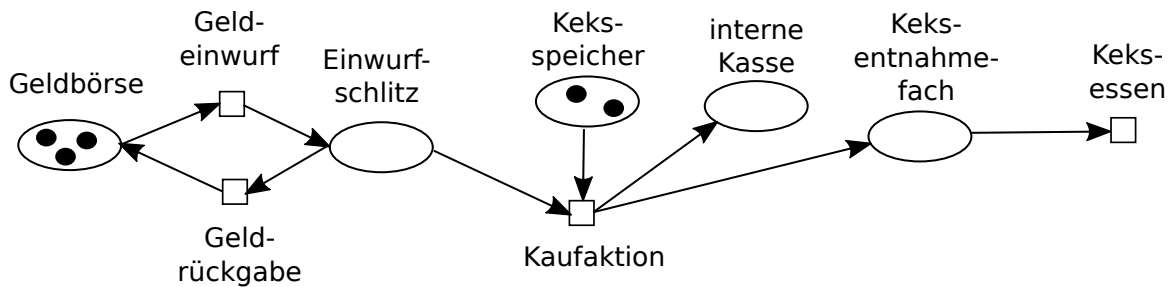 Geldbörse
Geld-
einwurf
Geld-
rückgabe
Einwurf-
schlitz
Keks-
speicher
Kaufaktion
interne
Kasse
Keks-
entnahme-
fach
Keks-
essen